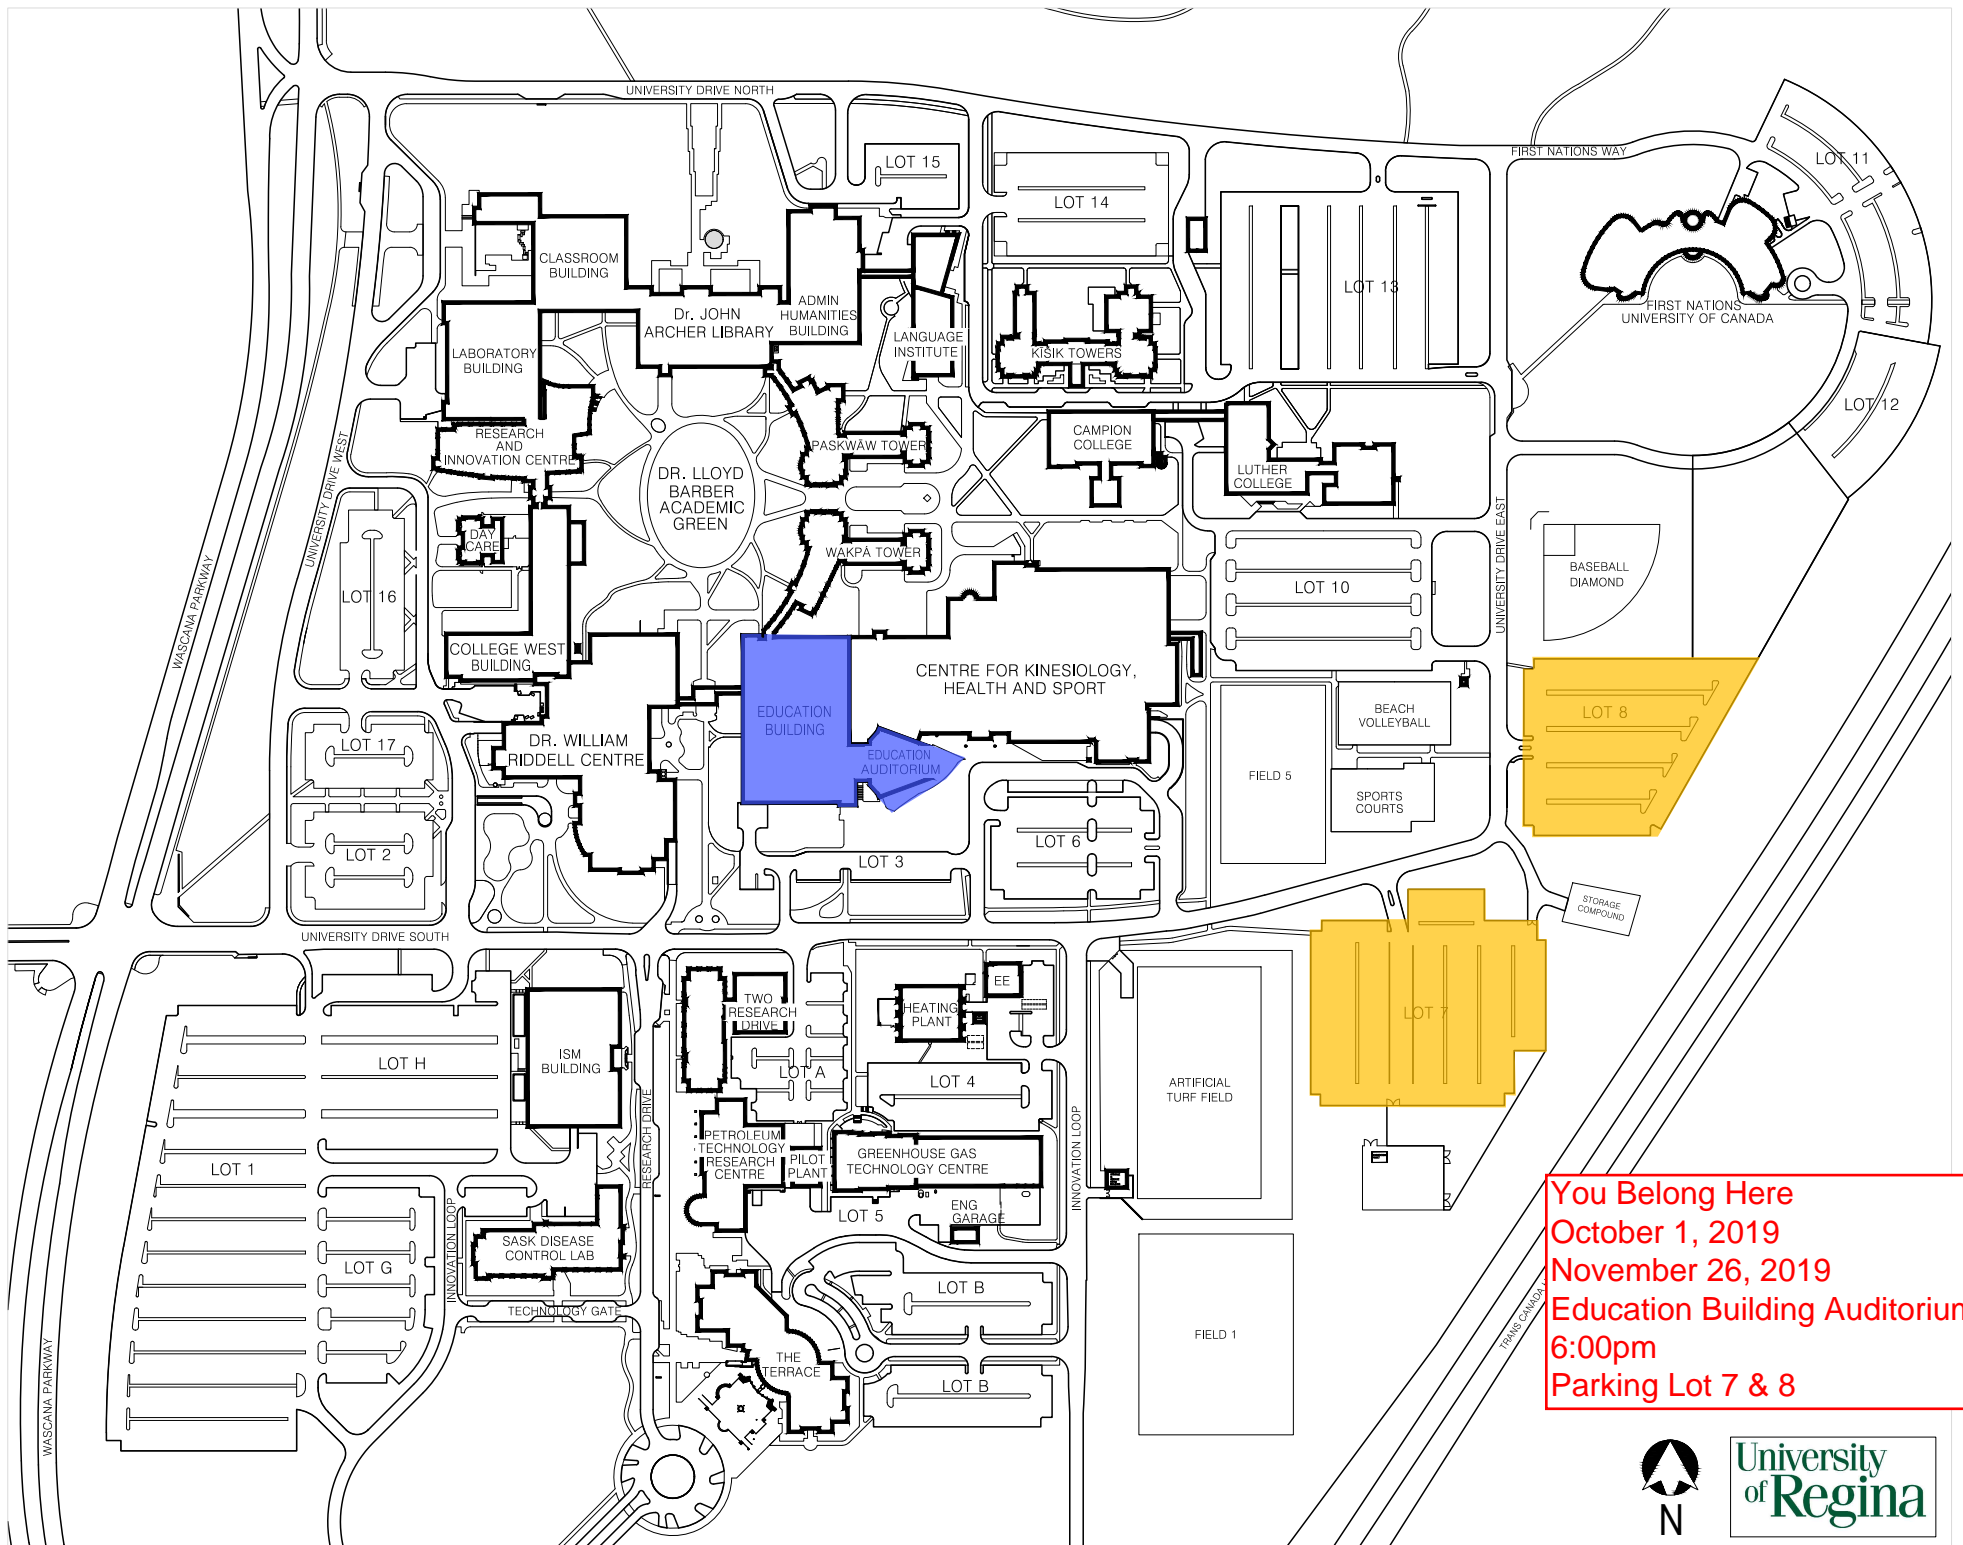 UNIVERSITY DRIVE NORTH
FIRST NATIONS WAY
LOT 11
LOT 15
LOT 14
CLASSROOM
BUILDING
LOT 13
ADMIN
HUMANITIES
BUILDING
Dr. JOHN
ARCHER LIBRARY
FIRST NATIONS
UNIVERSITY OF CANADA
LANGUAGE
INSTITUTE
KĪSIK TOWERS
LABORATORY
BUILDING
LOT 12
RESEARCH
AND
INNOVATION CENTRE
PASKWĀW TOWER
CAMPION
COLLEGE
LUTHER
COLLEGE
DR. LLOYD
BARBER
ACADEMIC
GREEN
UNIVERSITY DRIVE WEST
UNIVERSITY DRIVE EAST
DAY
CARE
WAKPĀ TOWER
BASEBALL
DIAMOND
LOT 16
LOT 10
WASCANA PARKWAY
COLLEGE WEST
BUILDING
CENTRE FOR KINESIOLOGY,
HEALTH AND SPORT
EDUCATION
BUILDING
BEACH
VOLLEYBALL
LOT 8
LOT 17
DR. WILLIAM
RIDDELL CENTRE
EDUCATION
AUDITORIUM
FIELD 5
SPORTS
COURTS
LOT 2
LOT 3
LOT 6
STORAGE
COMPOUND
UNIVERSITY DRIVE SOUTH
TWO
RESEARCH
DRIVE
EE
HEATING
PLANT
LOT 7
ISM
BUILDING
LOT H
LOT A
LOT 4
ARTIFICIAL
TURF FIELD
RESEARCH DRIVE
INNOVATION LOOP
PETROLEUM
TECHNOLOGY
RESEARCH
CENTRE
PILOT
PLANT
GREENHOUSE GAS
TECHNOLOGY CENTRE
LOT 1
LOT 5
ENG
GARAGE
INNOVATION LOOP
SASK DISEASE
CONTROL LAB
LOT G
LOT B
TECHNOLOGY GATE
FIELD 1
TRANS CANADA
THE
TERRACE
LOT B
WASCANA PARKWAY
You Belong Here
October 1, 2019
November 26, 2019
Education Building Auditorium
6:00pm
Parking Lot 7 & 8
N
University
of Regina